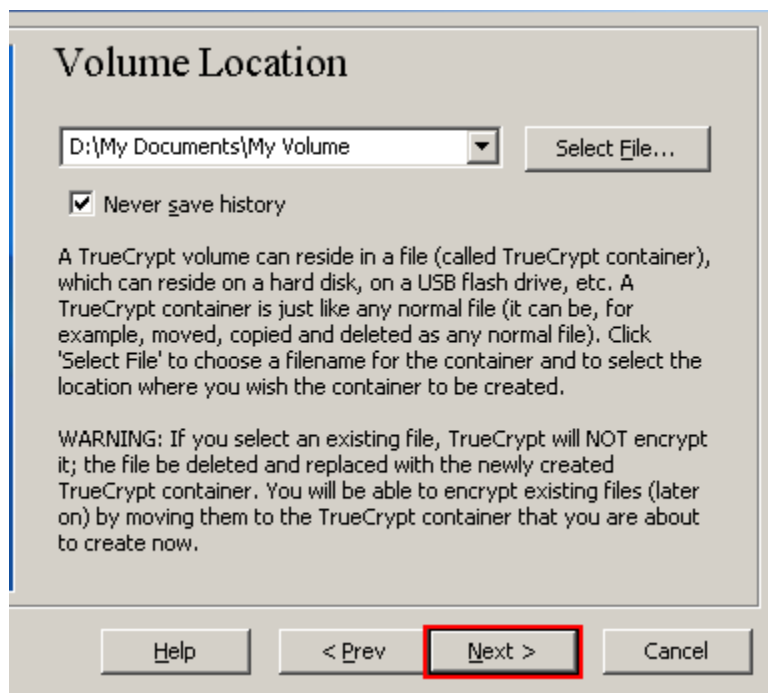 Volume Location
D:\My Documents\My Volume
Select File...
Never save history
A TrueCrypt volume can reside in a file (called TrueCrypt container),
which can reside on a hard disk, on a USB flash drive, etc. A
TrueCrypt container is just like any normal file (it can be, for
example, moved, copied and deleted as any normal file). Click
'Select File' to choose a filename for the container and to select the
location where you wish the container to be created.
WARNING: If you select an existing file, TrueCrypt will NOT encrypt
it; the file be deleted and replaced with the newly created
TrueCrypt container. You will be able to encrypt existing files (later
on) by moving them to the TrueCrypt container that you are about
to create now.
Help
< Prev
Next >
Cancel